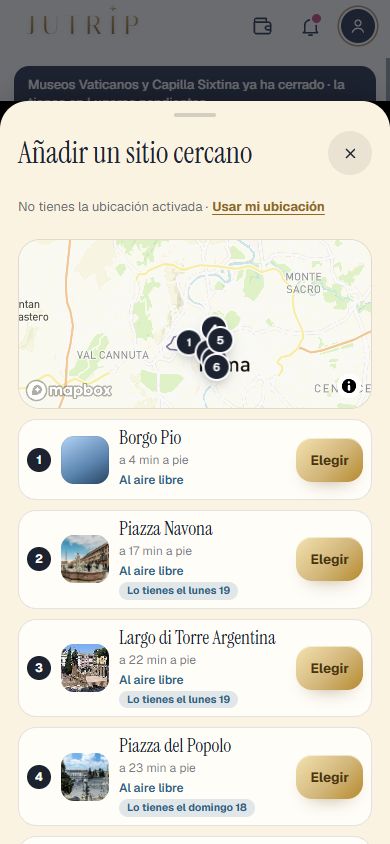 JUTRIP
Museos Vaticanos y Capilla Sixtina ya ha cerrado · la
Añadir un sitio cercano
No tienes la ubicación activada · Usar mi ubicación
MONTE
SACRO
VAL CANNUTA
1
5
6
mapbox
1
Borgo Pio
a 4 min a pie
Al aire libre
Elegir
2
Piazza Navona
a 17 min a pie
Al aire libre
Lo tienes el lunes 19
Elegir
3
Largo di Torre Argentina
a 22 min a pie
Al aire libre
Lo tienes el lunes 19
Elegir
4
Piazza del Popolo
a 23 min a pie
Al aire libre
Lo tienes el domingo 18
Elegir